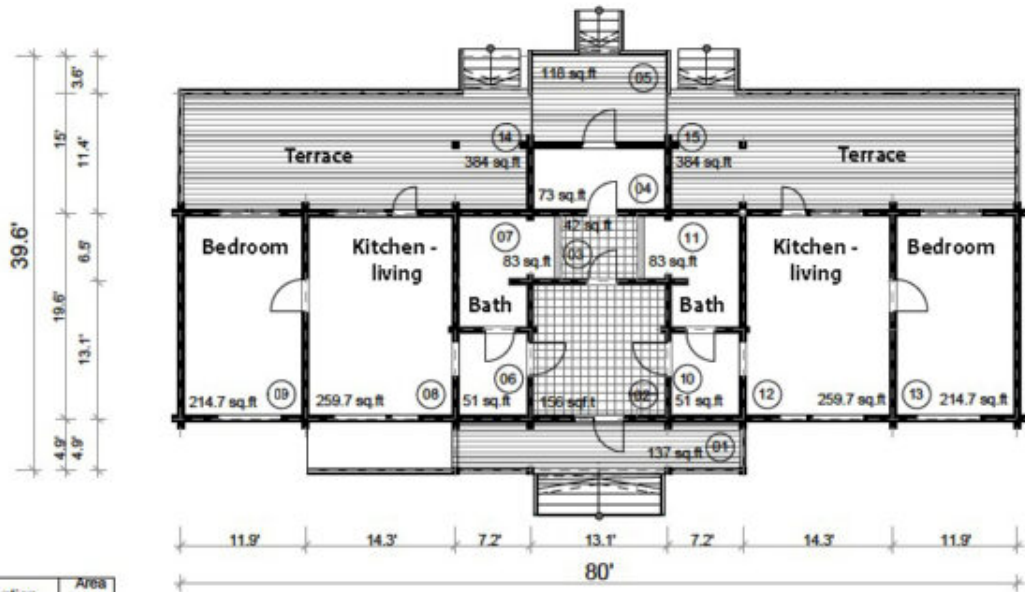 118 sq.ft
05
3.6'
14
15
15'
11.4'
Terrace
384 sq.ft
384 sq.ft
Terrace
73 sq.ft
04
39.6'
6.5'
Bedroom
Kitchen -
living
07
83 sq.ft
42 sq.ft
03
11
83 sq.ft
Kitchen -
living
Bedroom
19.6'
13.1'
Bath
Bath
214.7 sq.ft
09
259.7 sq.ft
08
06
51 sq.ft
156 sqf.t
02
10
51 sq.ft
12
259.7 sq.ft
13
214.7 sq.ft
4.9'
4.9'
137 sq.ft
01
11.9'
14.3'
7.2'
13.1'
7.2'
14.3'
11.9'
80'
Area